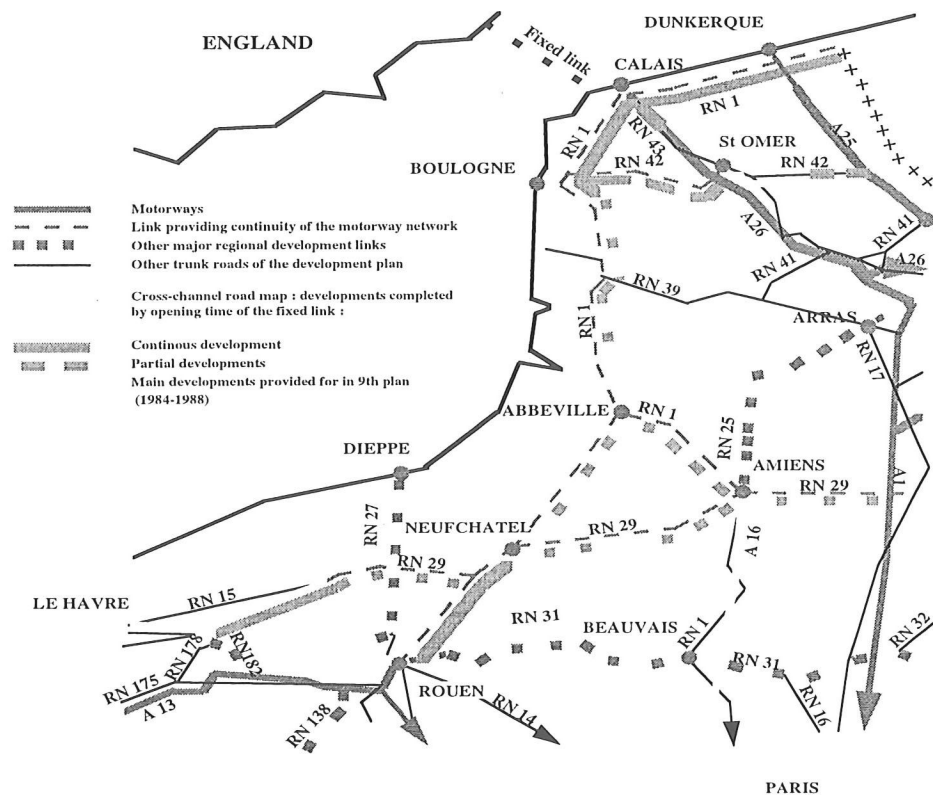 DUNKERQUE
ENGLAND
Fixed link
CALAIS
RN 1
RN 1
RN 43
St OMER
A25
BOULOGNE
RN 42
RN 42
Motorways
Link providing continuity of the motorway network
Other major regional development links
Other trunk roads of the development plan
A26
RN 41
RN 41
A26
Cross-channel road map : developments completed
by opening time of the fixed link :
RN 39
RN 1
ARRAS
Continous development
Partial developments
Main developments provided for in 9th plan
(1984-1988)
RN 17
ABBEVILLE
RN 1
RN 25
DIEPPE
AMIENS
A1
RN 29
RN 27
NEUFCHATEL
RN 29
A 16
RN 29
LE HAVRE
RN 15
RN 31
BEAUVAIS
RN 1
RN 32
RN 178
RN182
RN 31
RN 175
A 13
ROUEN
RN 138
RN 14
RN 16
PARIS